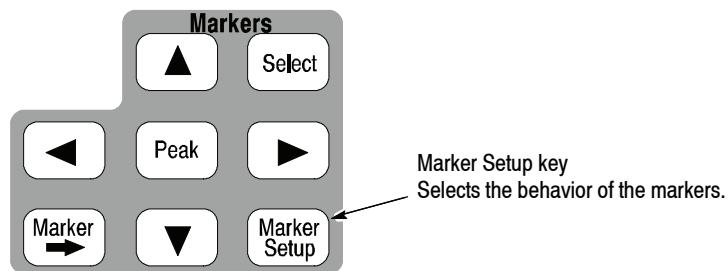 Markers
Select
Peak
Marker Setup key
Selects the behavior of the markers.
Marker
Marker
Setup